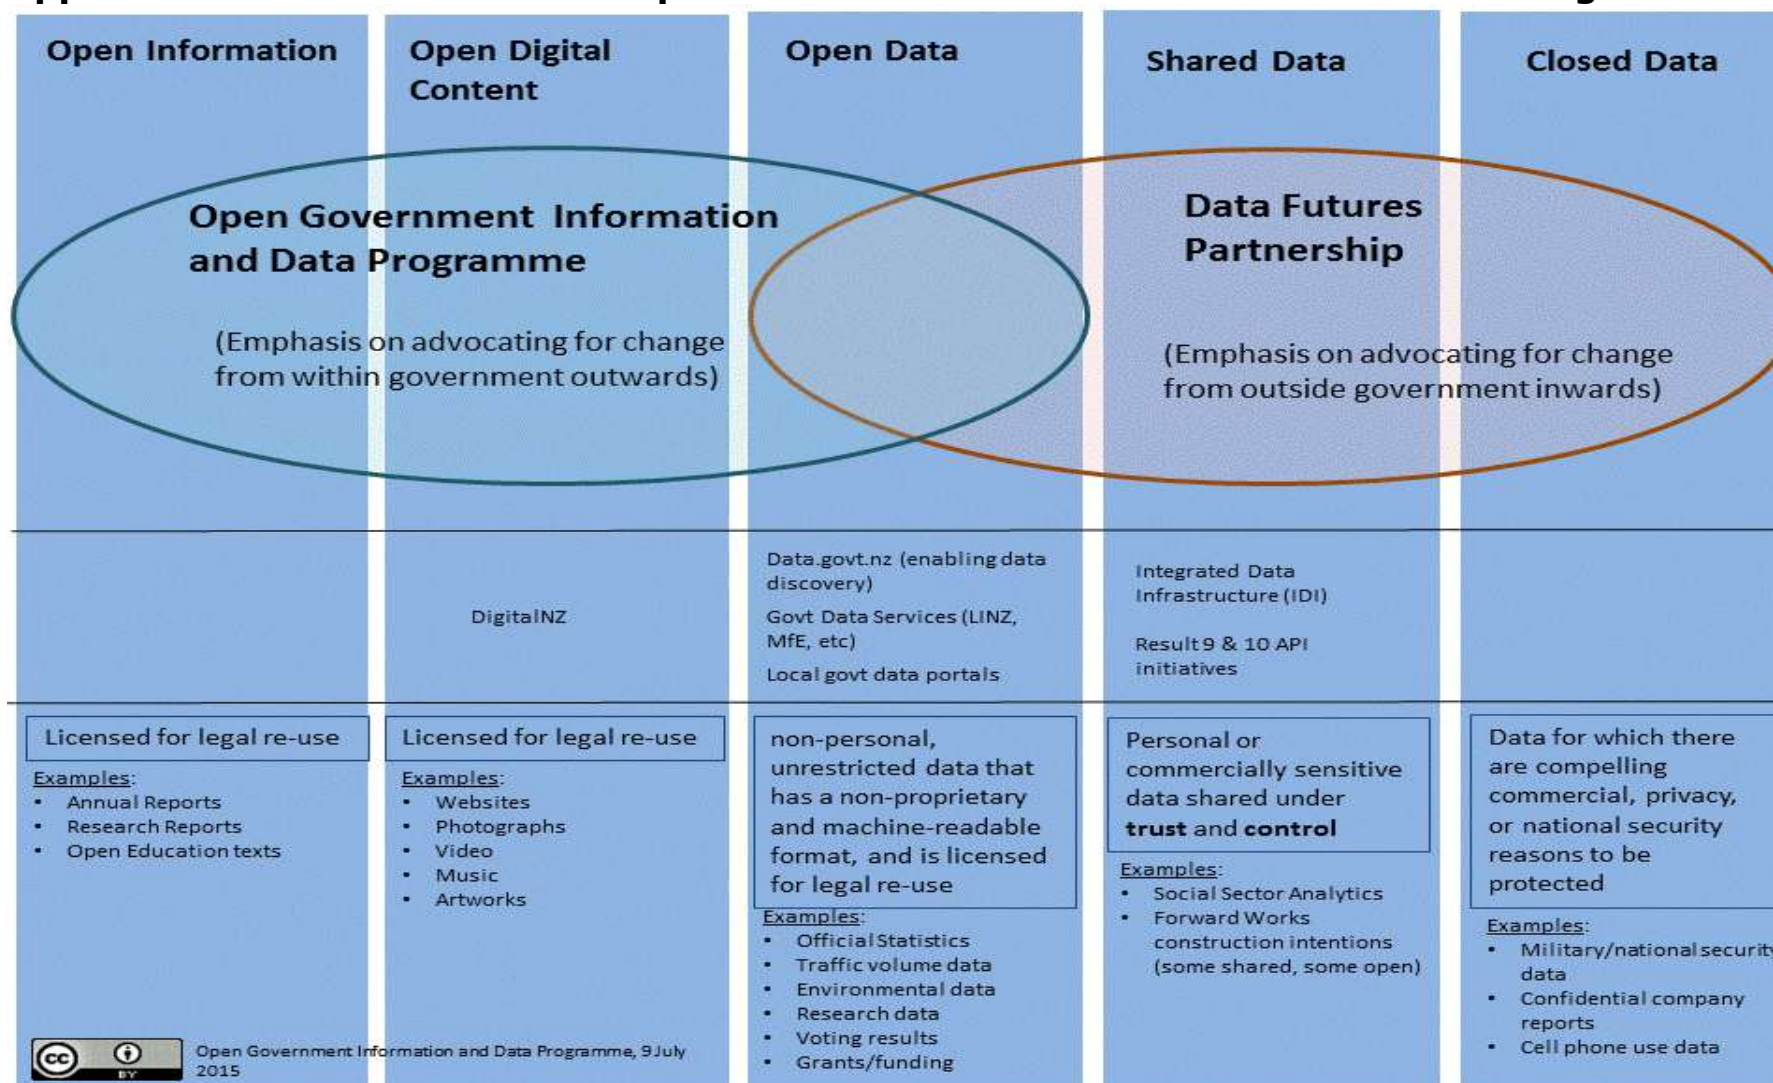 Open Information
Open Digital
Content
Open Data
Shared Data
Closed Data
Open Government Information
and Data Programme
(Emphasis on advocating for change
from within government outwards)
Data Futures
Partnership
(Emphasis on advocating for change
from outside government inwards)
DigitalNZ
Data.govt.nz (enabling data
discovery)
Govt Data Services (LINZ,
MfE, etc)
Local govt data portals
Integrated Data
Infrastructure (IDI)
Result 9 & 10 API
initiatives
Licensed for legal re-use
Examples:
• Annual Reports
• Research Reports
• Open Education texts
Licensed for legal re-use
Examples:
• Websites
• Photographs
• Video
• Music
• Artworks
non-personal,
unrestricted data that
has a non-proprietary
and machine-readable
format, and is licensed
for legal re-use
Examples:
• Official Statistics
• Traffic volume data
• Environmental data
• Research data
• Voting results
• Grants/funding
Personal or
commercially sensitive
data shared under
trust and control
Examples:
• Social Sector Analytics
• Forward Works
construction intentions
(some shared, some open)
Data for which there
are compelling
commercial, privacy,
or national security
reasons to be
protected
Examples:
• Military/national security
data
• Confidential company
reports
• Cell phone use data
cc
BY
Open Government Information and Data Programme, 9 July
2015